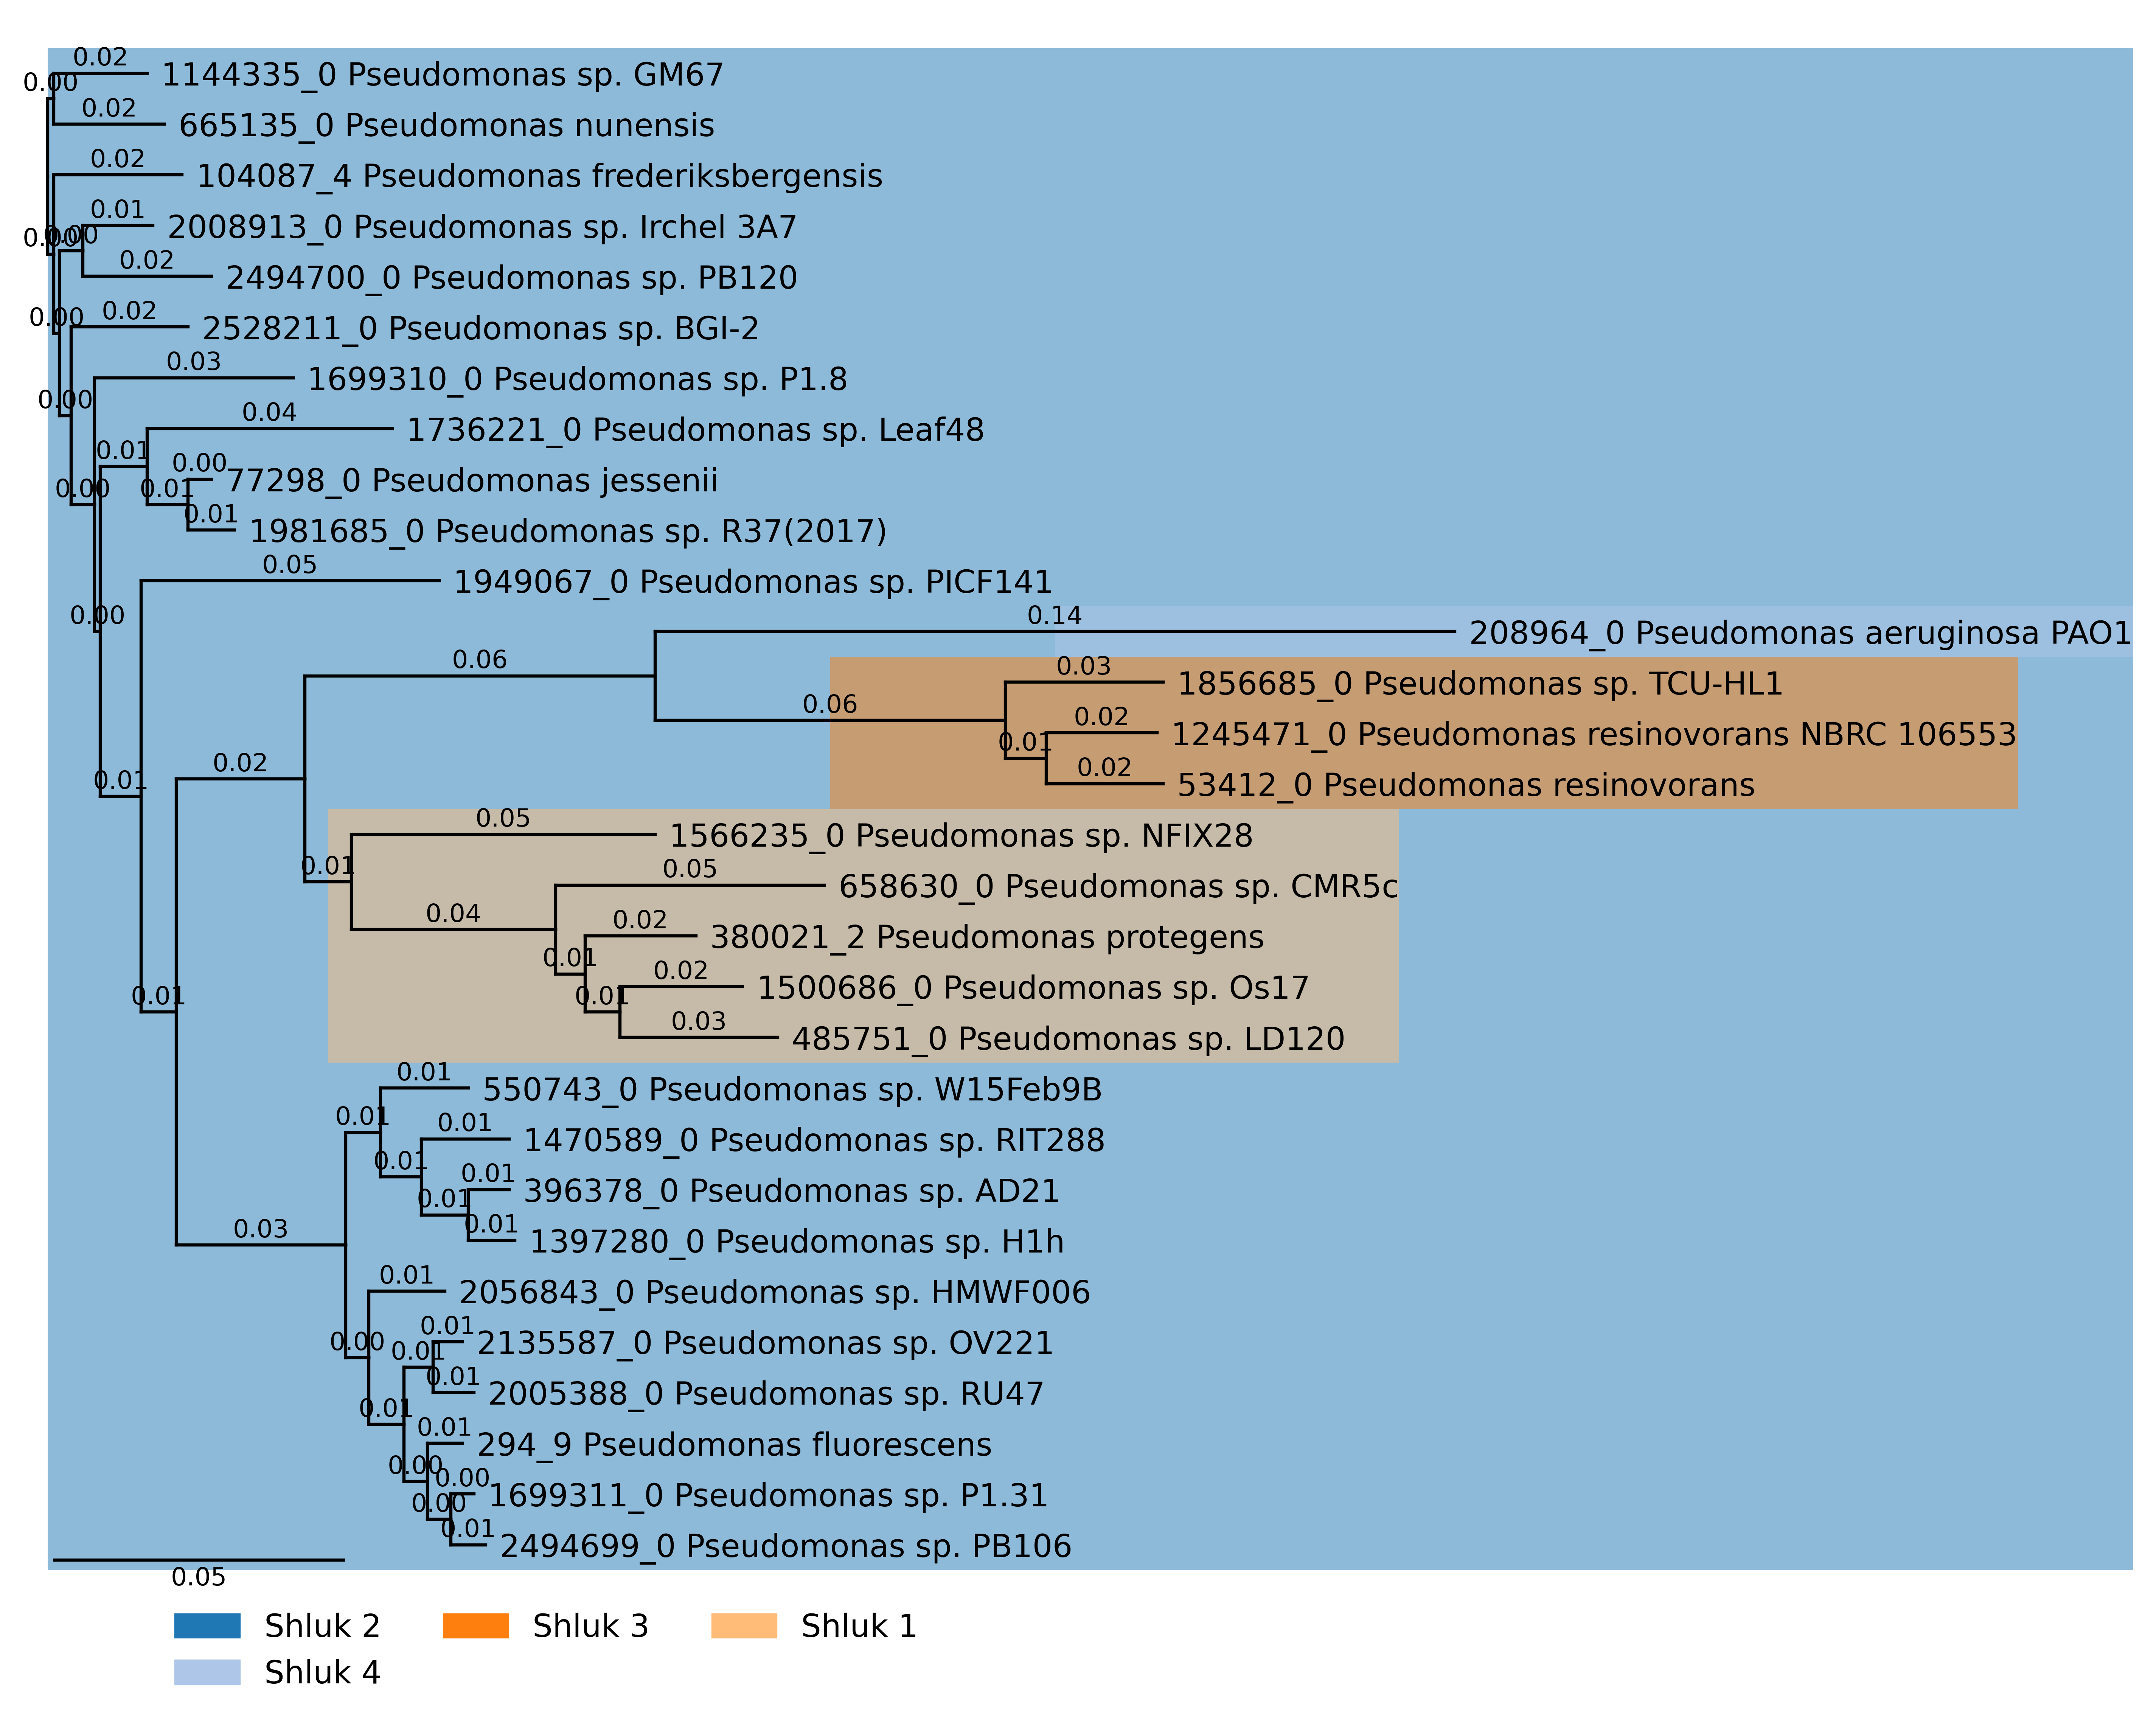 0.02
1144335_0 Pseudomonas sp. GM67
0.00
0.02
665135_0 Pseudomonas nunensis
0.02
104087_4 Pseudomonas frederiksbergensis
0.01
2008913_0 Pseudomonas sp. Irchel 3A7
0.00
0.00
0.02
2494700_0 Pseudomonas sp. PB120
0.00
0.02
2528211_0 Pseudomonas sp. BGI-2
0.03
1699310_0 Pseudomonas sp. P1.8
0.00
0.04
1736221_0 Pseudomonas sp. Leaf48
0.01
0.00
77298_0 Pseudomonas jessenii
0.00
0.01
0.01
1981685_0 Pseudomonas sp. R37(2017)
0.05
1949067_0 Pseudomonas sp. PICF141
0.00
0.14
208964_0 Pseudomonas aeruginosa PAO1
0.06
0.03
1856685_0 Pseudomonas sp. TCU-HL1
0.06
0.02
1245471_0 Pseudomonas resinovorans NBRC 106553
0.01
0.02
53412_0 Pseudomonas resinovorans
0.02
0.01
0.05
1566235_0 Pseudomonas sp. NFIX28
0.01
0.05
658630_0 Pseudomonas sp. CMR5c
0.04
0.02
380021_2 Pseudomonas protegens
0.01
0.02
1500686_0 Pseudomonas sp. Os17
0.01
0.01
0.03
485751_0 Pseudomonas sp. LD120
0.01
550743_0 Pseudomonas sp. W15Feb9B
0.01
0.01
1470589_0 Pseudomonas sp. RIT288
0.01
0.01
396378_0 Pseudomonas sp. AD21
0.01
0.01
1397280_0 Pseudomonas sp. H1h
0.03
0.01
2056843_0 Pseudomonas sp. HMWF006
0.00
0.01
2135587_0 Pseudomonas sp. OV221
0.01
0.01
2005388_0 Pseudomonas sp. RU47
0.01
0.01
294_9 Pseudomonas fluorescens
0.00
0.00
1699311_0 Pseudomonas sp. P1.31
0.00
0.01
2494699_0 Pseudomonas sp. PB106
0.05
Shluk 2
Shluk 3
Shluk 1
Shluk 4